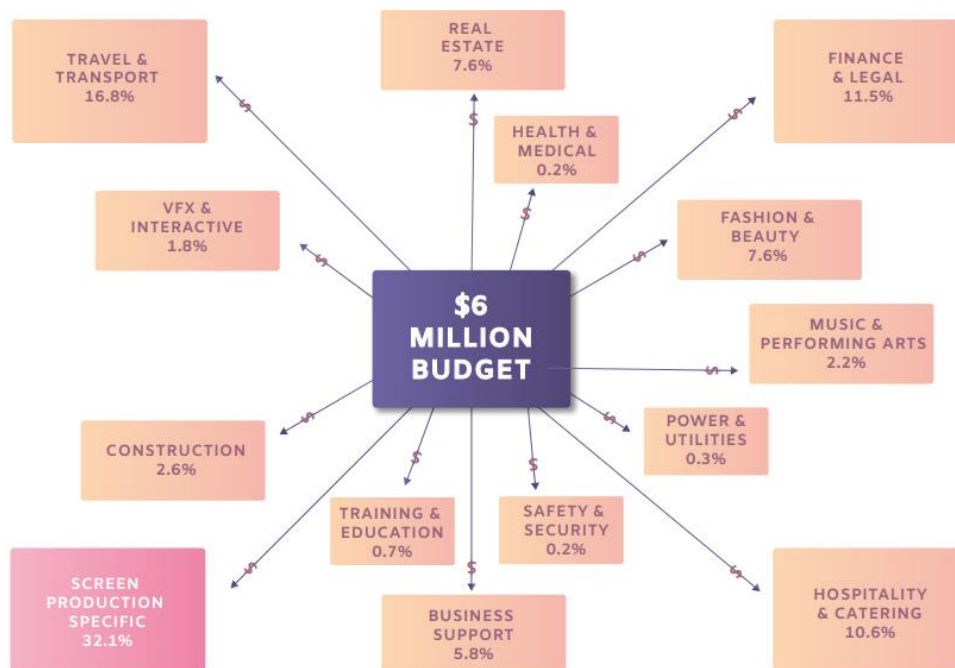 TRAVEL &
TRANSPORT
16.8%
REAL
ESTATE
7.6%
FINANCE
& LEGAL
11.5%
HEALTH &
MEDICAL
0.2%
VFX &
INTERACTIVE
1.8%
FASHION &
BEAUTY
7.6%
$6
MILLION
BUDGET
MUSIC &
PERFORMING ARTS
2.2%
CONSTRUCTION
2.6%
POWER &
UTILITIES
0.3%
TRAINING &
EDUCATION
0.7%
SAFETY &
SECURITY
0.2%
SCREEN
PRODUCTION
SPECIFIC
32.1%
BUSINESS
SUPPORT
5.8%
HOSPITALITY
& CATERING
10.6%
$
$
$
$
$
$
$
$
$
$
$
$
$
$